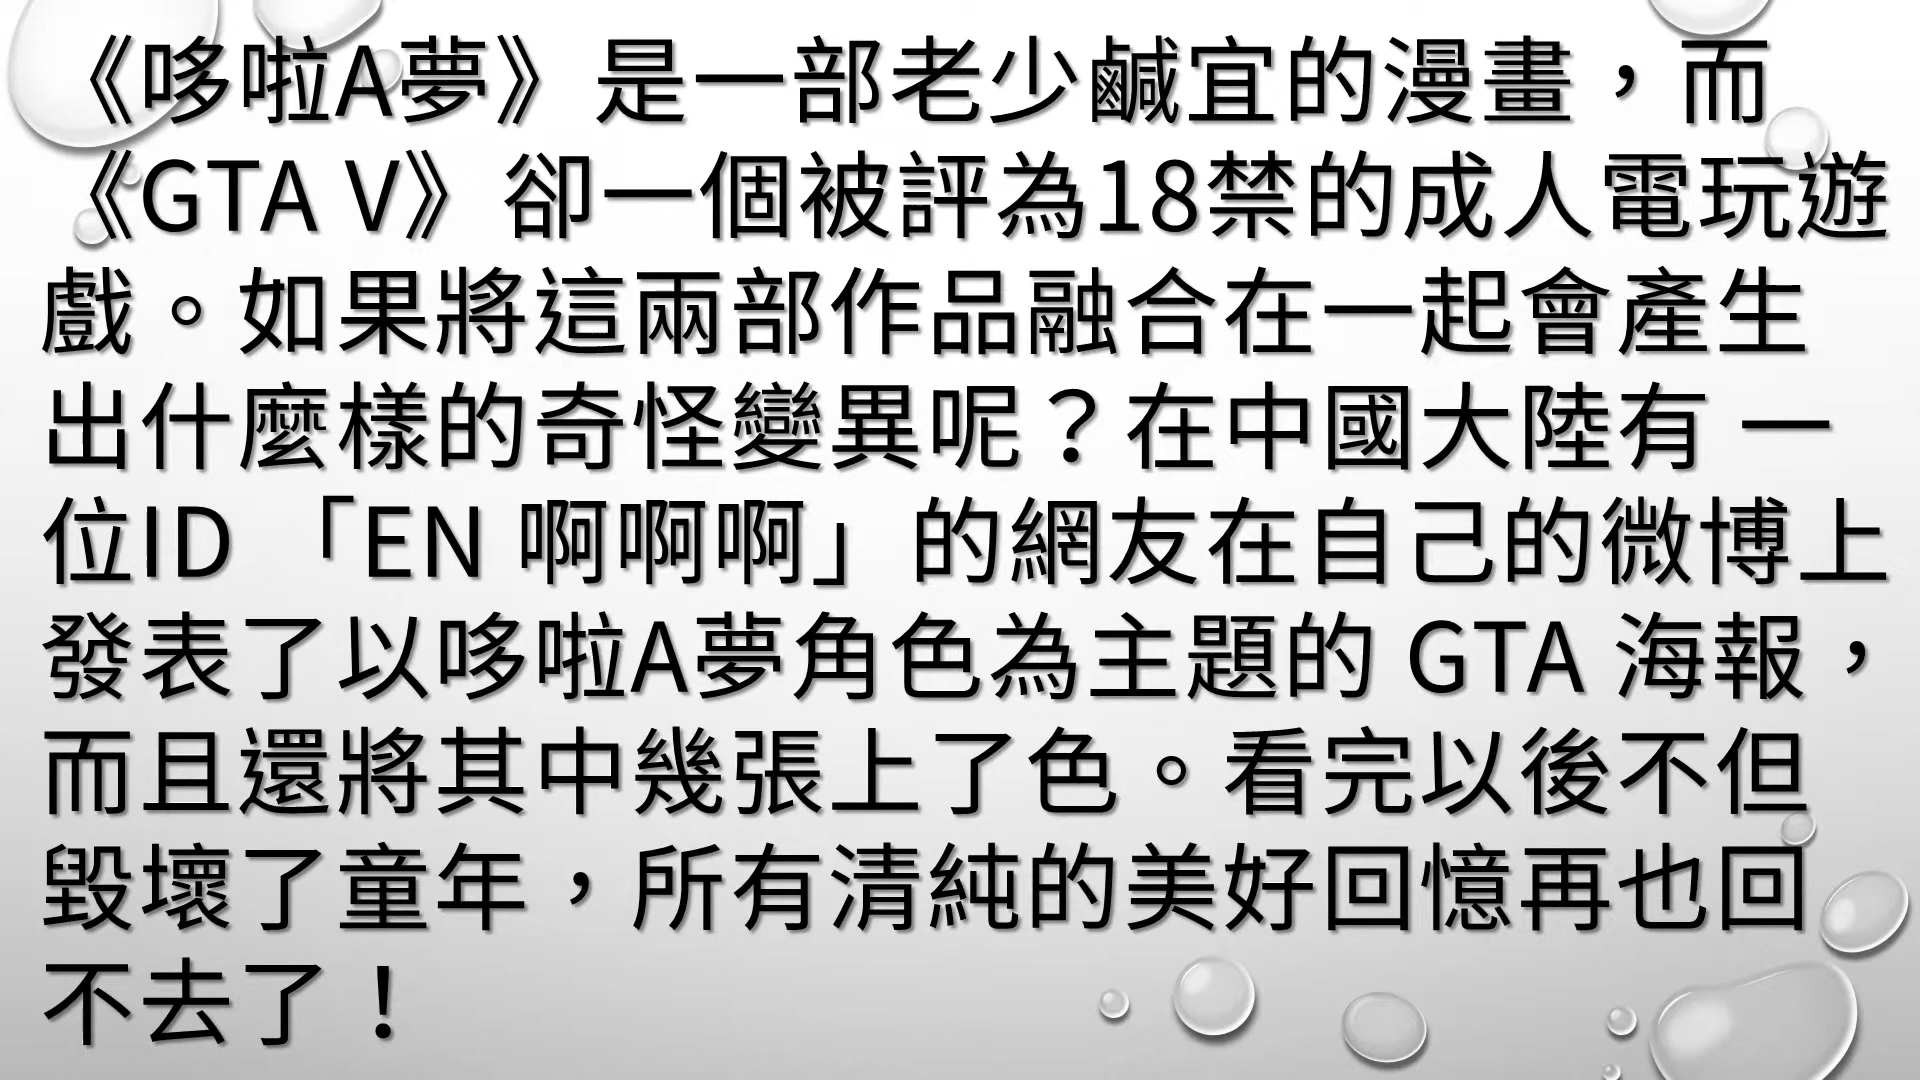 《哆啦A夢》是一部老少鹹宜的漫畫，而
《GTA V》卻一個被評為18禁的成人電玩遊
戲。如果將這兩部作品融合在一起會產生
出什麼樣的奇怪變異呢？在中國大陸有 一
位ID 「EN 啊啊啊」的網友在自己的微博上
發表了以哆啦A夢角色為主題的 GTA 海報，
而且還將其中幾張上了色。看完以後不但
毀壞了童年，所有清純的美好回憶再也回
不去了！